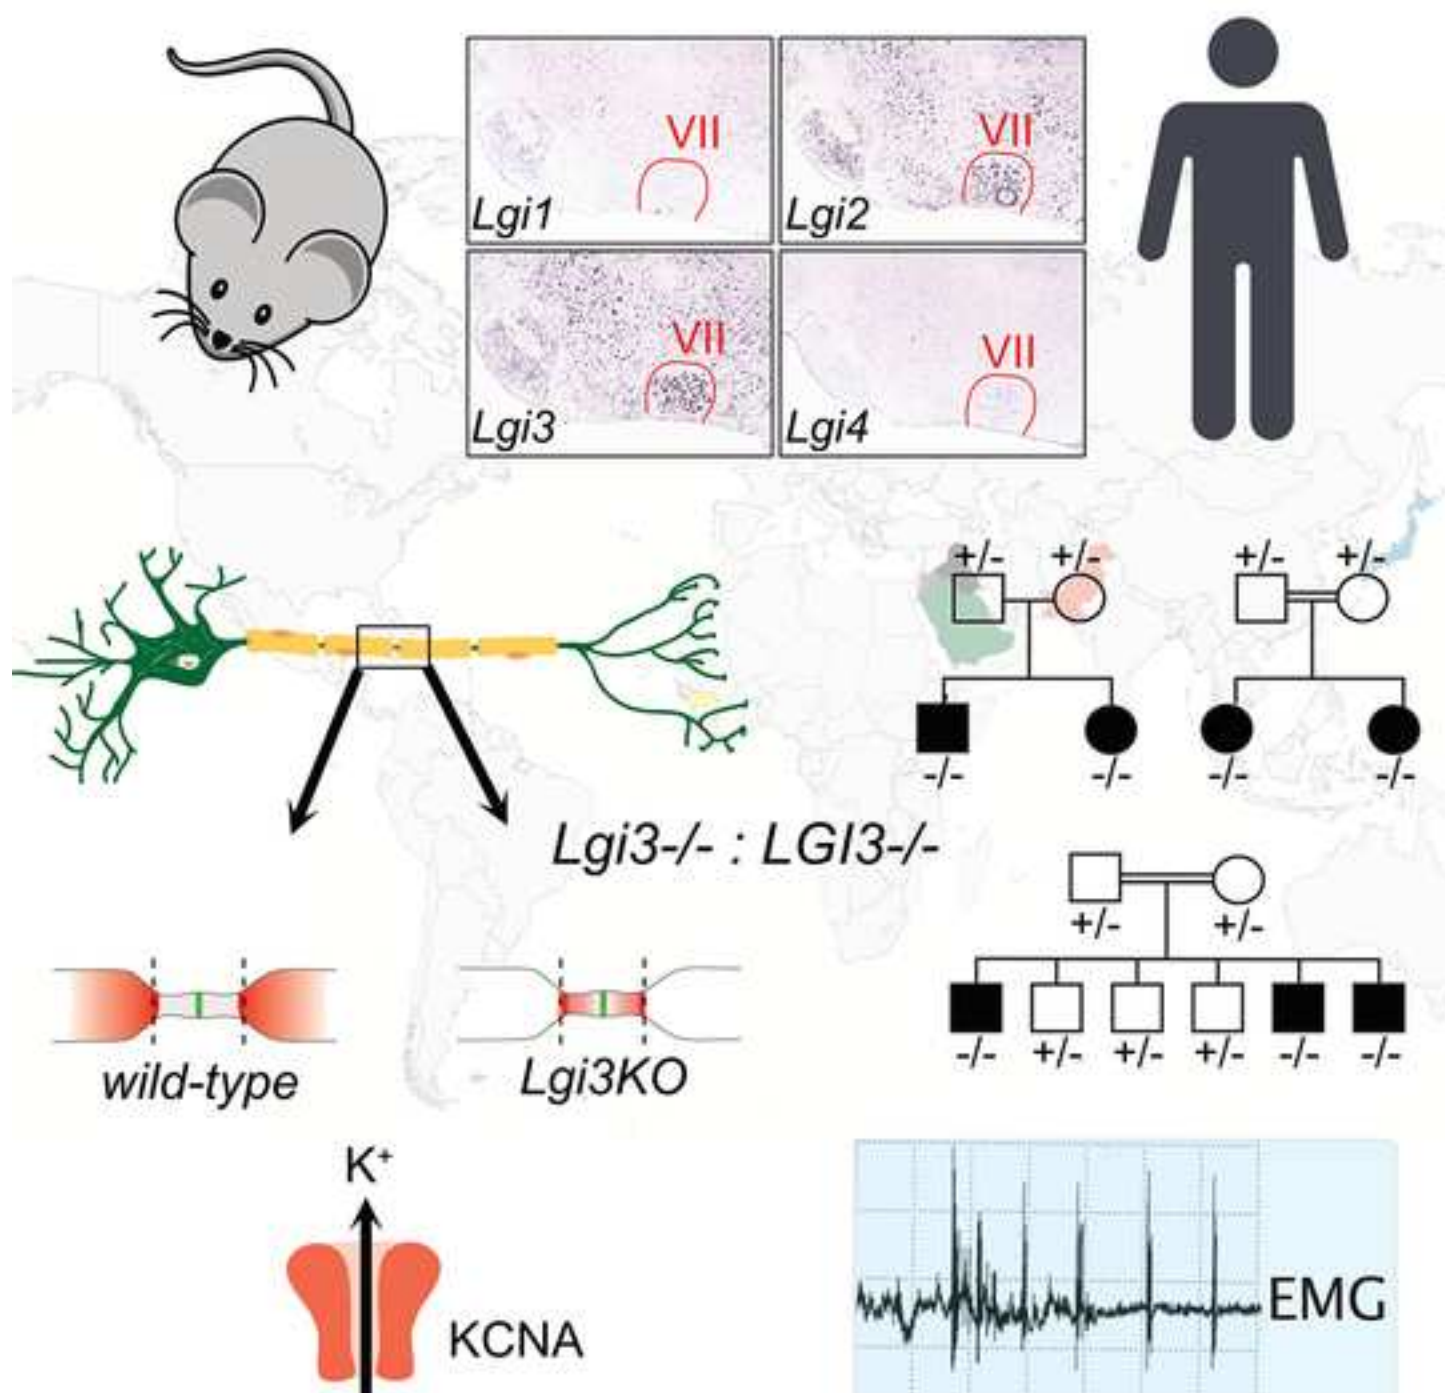 VII
Lgi1
VII
Lgi2
VII
Lgi3
VII
Lgi4
+/- +/-
+/- +/-
-/- -/-
-/- -/-
Lgi3-/- : LGI3-/-
+/- +/-
-/- +/- +/- +/- -/- -/-
wild-type
Lgi3KO
K+
KCNA
EMG